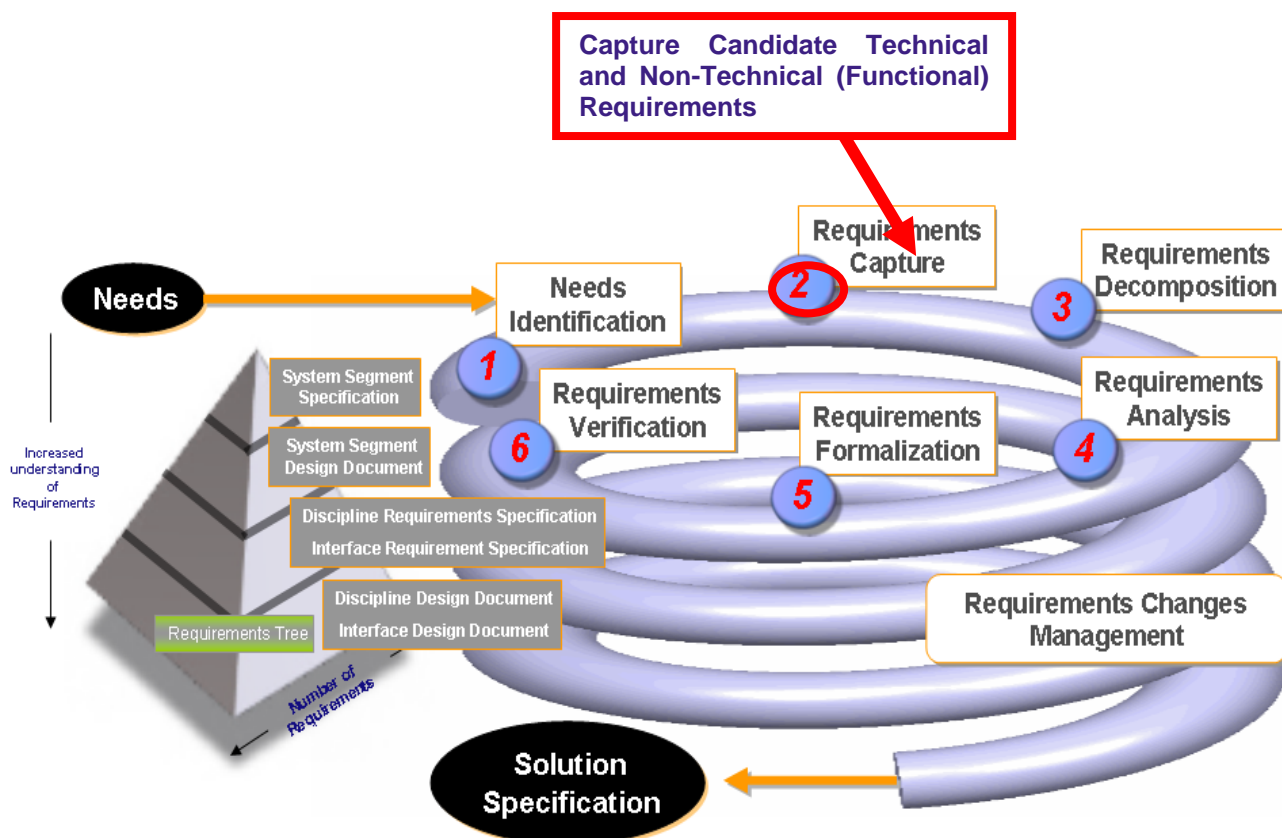 Capture Candidate Technical
and Non-Technical (Functional)
Requirements
Requirements
Capture
2
Requirements
Decomposition
3
Needs
Needs
Identification
1
System Segment
Specification
Requirements
Verification
6
Requirements
Formalization
5
Requirements
Analysis
4
System Segment
Design Document
Increased
understanding
of
Requirements
Discipline Requirements Specification
Interface Requirement Specification
Discipline Design Document
Interface Design Document
Requirements Tree
Requirements Changes
Management
Number of
Requirements
Solution
Specification